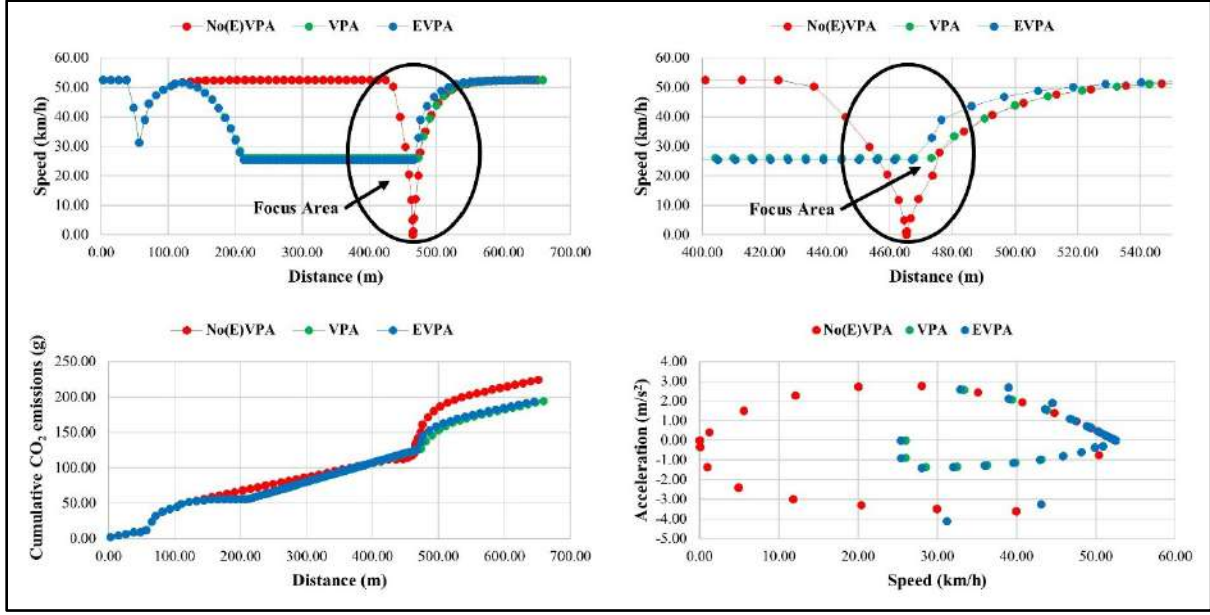 No(E)VPA VPA EVPA
60.00
50.00
40.00
30.00
20.00
10.00
0.00
Speed (km/h)
Focus Area
0.00 100.00 200.00 300.00 400.00 500.00 600.00 700.00
Distance (m)
No(E)VPA VPA EVPA
60.00
50.00
40.00
30.00
20.00
10.00
0.00
Speed (km/h)
Focus Area
400.00 420.00 440.00 460.00 480.00 500.00 520.00 540.00
Distance (m)
No(E)VPA VPA EVPA
250.00
200.00
150.00
100.00
50.00
0.00
Cumulative CO₂ emissions (g)
0.00 100.00 200.00 300.00 400.00 500.00 600.00 700.00
Distance (m)
No(E)VPA VPA EVPA
4.00
3.00
2.00
1.00
0.00
-1.00
-2.00
-3.00
-4.00
-5.00
Acceleration (m/s²)
0.00 10.00 20.00 30.00 40.00 50.00 60.00
Speed (km/h)